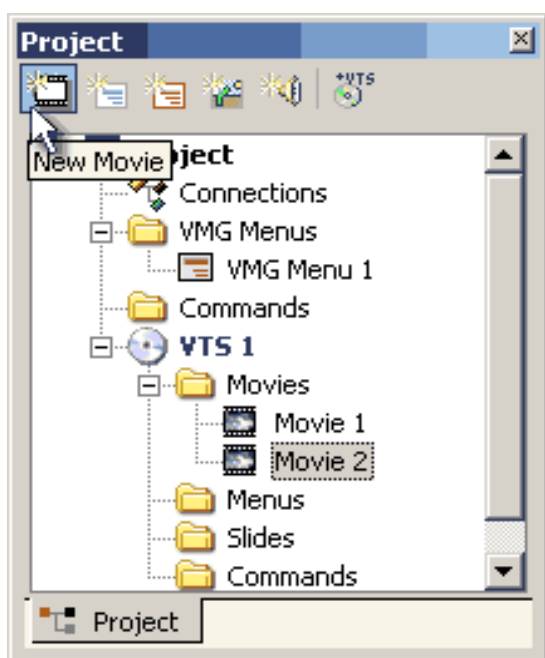 Project
+VTS
New Movie
ject
Connections
VMG Menus
VMG Menu 1
Commands
VTS 1
Movies
Movie 1
Movie 2
Menus
Slides
Commands
Project